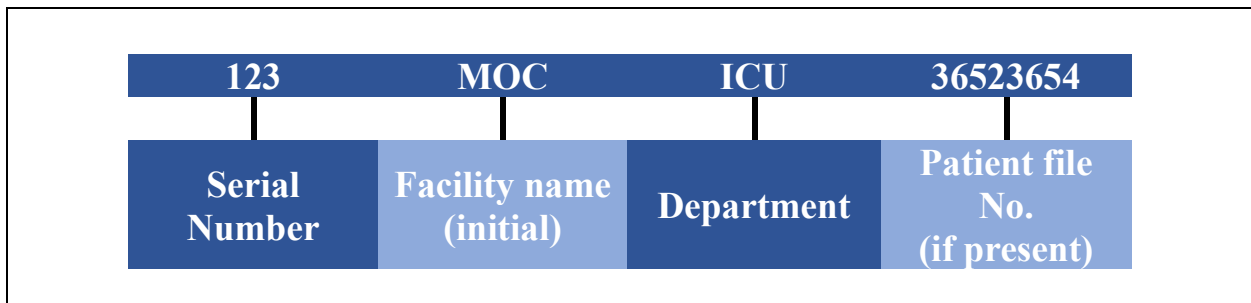 123 MOC ICU 36523654
Serial Number
Facility name (initial)
Department
Patient file No. (if present)